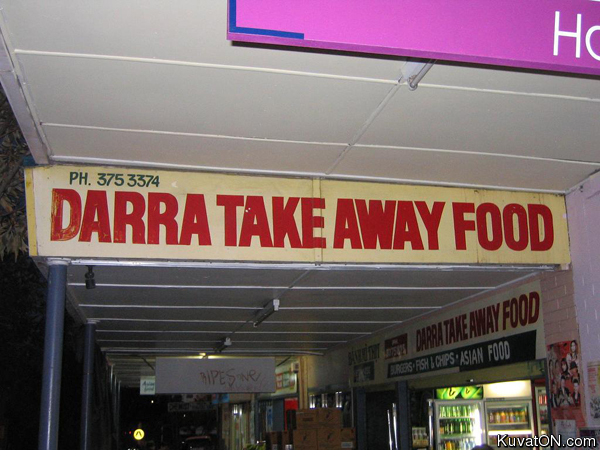 Ho
PH. 375 3374
DARRA TAKE AWAY FOOD
DARRA TAKE AWAY FOOD
BURGERS · FISH & CHIPS · ASIAN FOOD
KuvatON.com